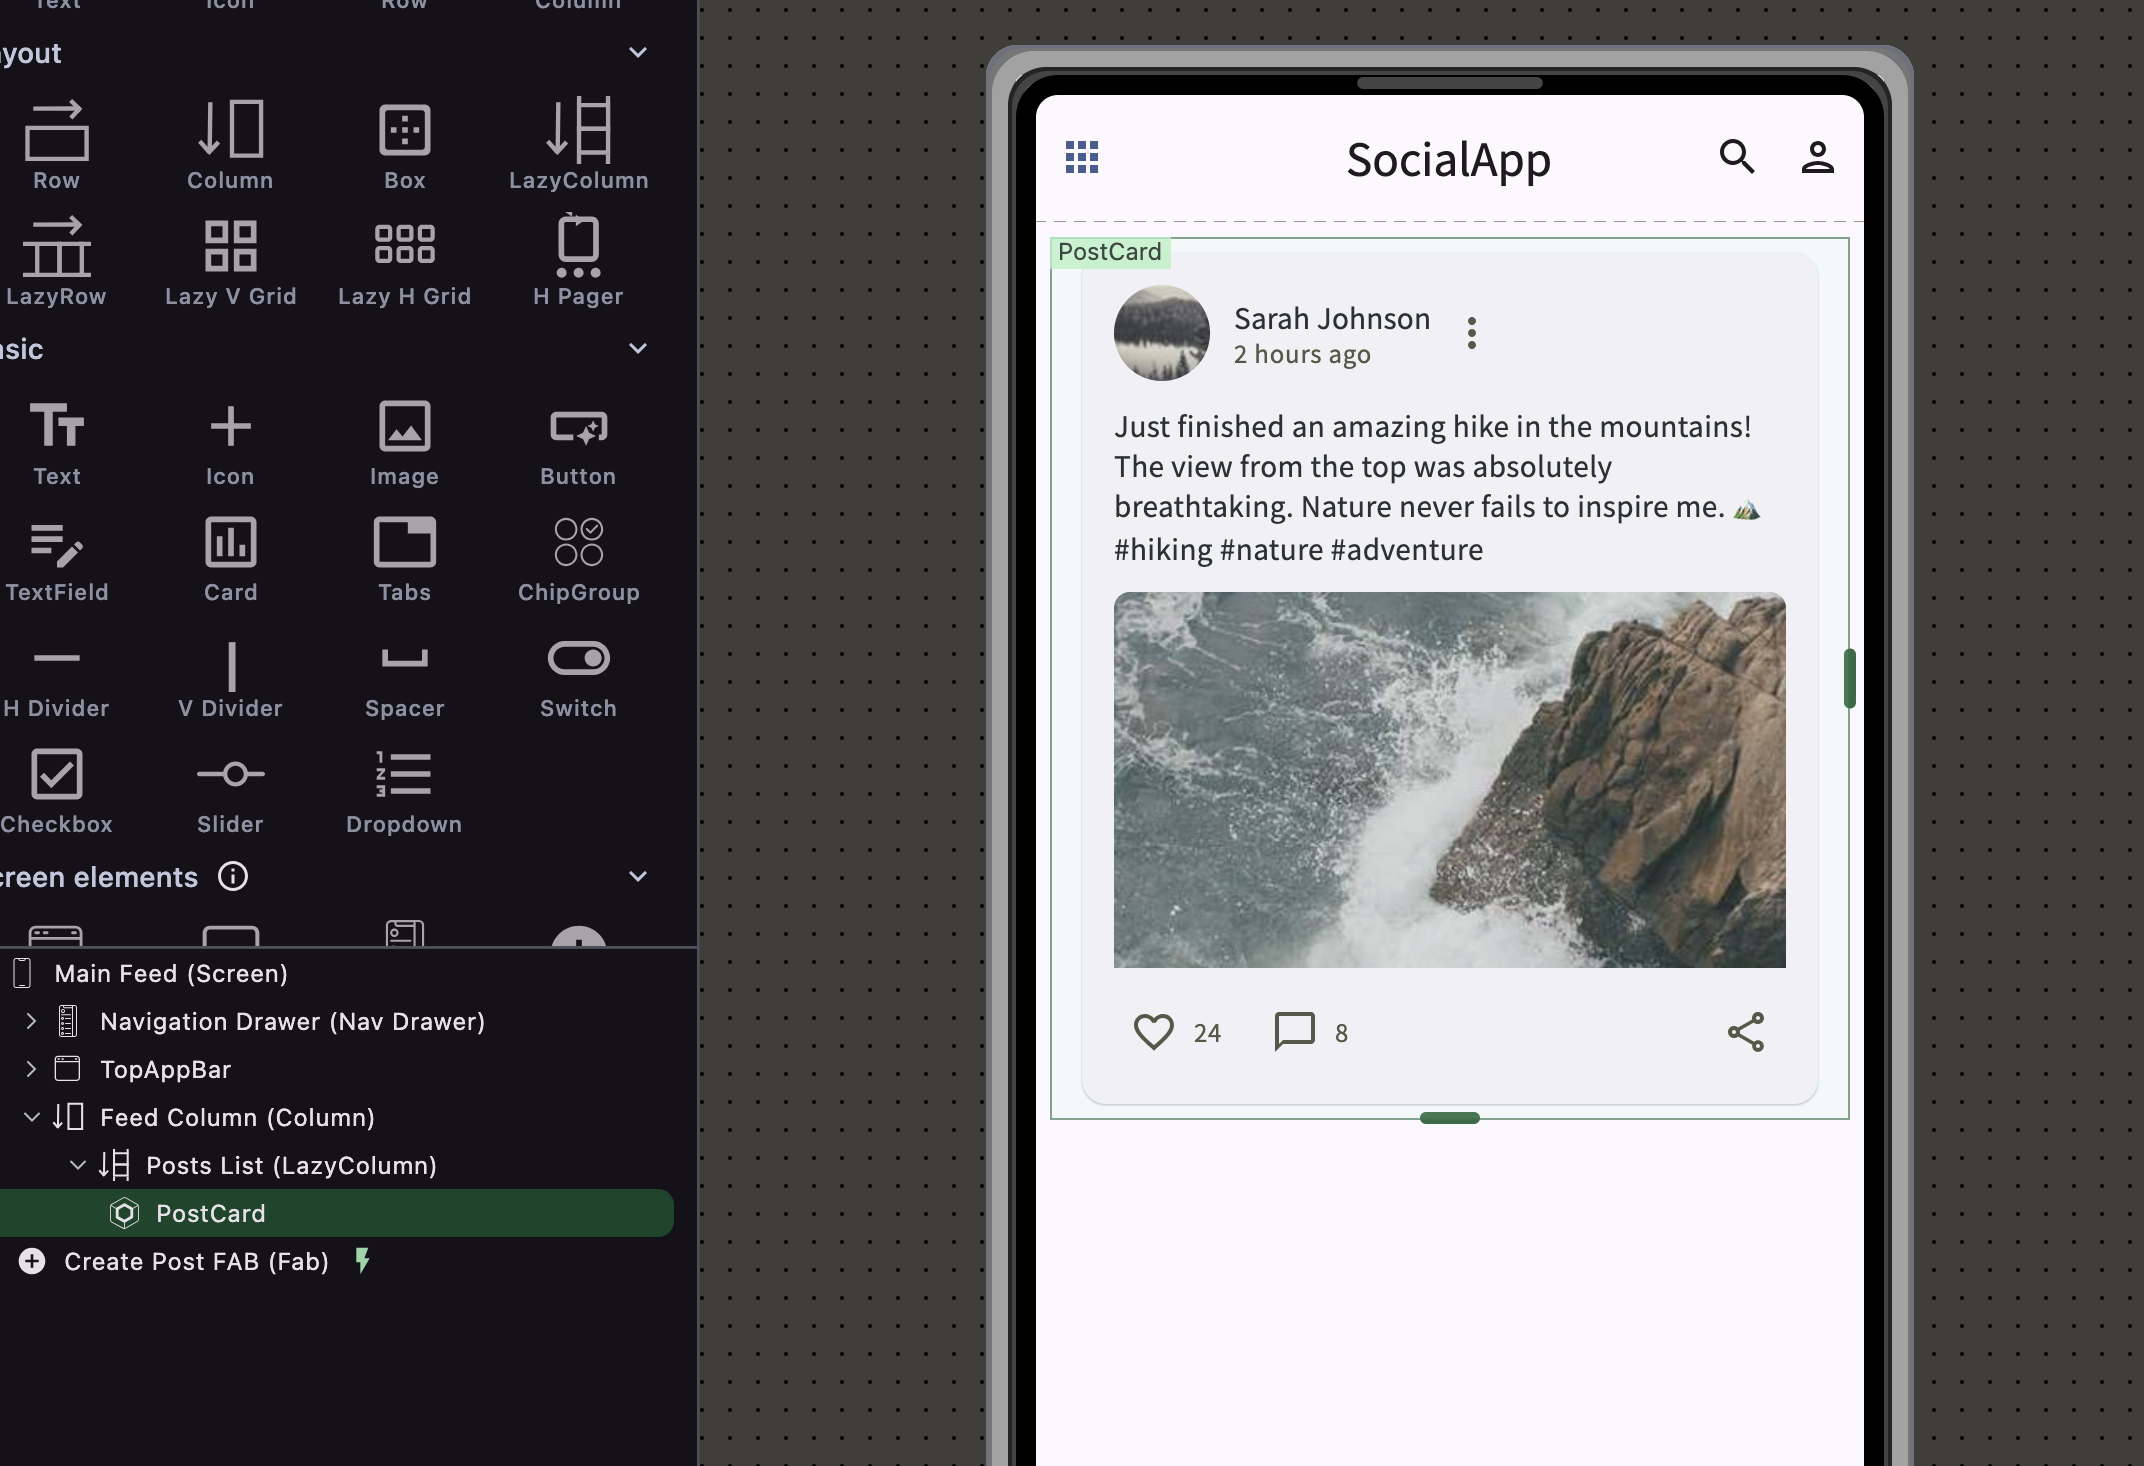 Text Icon Row Column
yout
Row Column Box LazyColumn
LazyRow Lazy V Grid Lazy H Grid H Pager
sic
Text Icon Image Button
TextField Card Tabs ChipGroup
H Divider V Divider Spacer Switch
Checkbox Slider Dropdown
creen elements
Main Feed (Screen)
Navigation Drawer (Nav Drawer)
TopAppBar
Feed Column (Column)
Posts List (LazyColumn)
PostCard
Create Post FAB (Fab)
SocialApp
PostCard
Sarah Johnson
2 hours ago
Just finished an amazing hike in the mountains!
The view from the top was absolutely
breathtaking. Nature never fails to inspire me. 🏔️
#hiking #nature #adventure
24 8